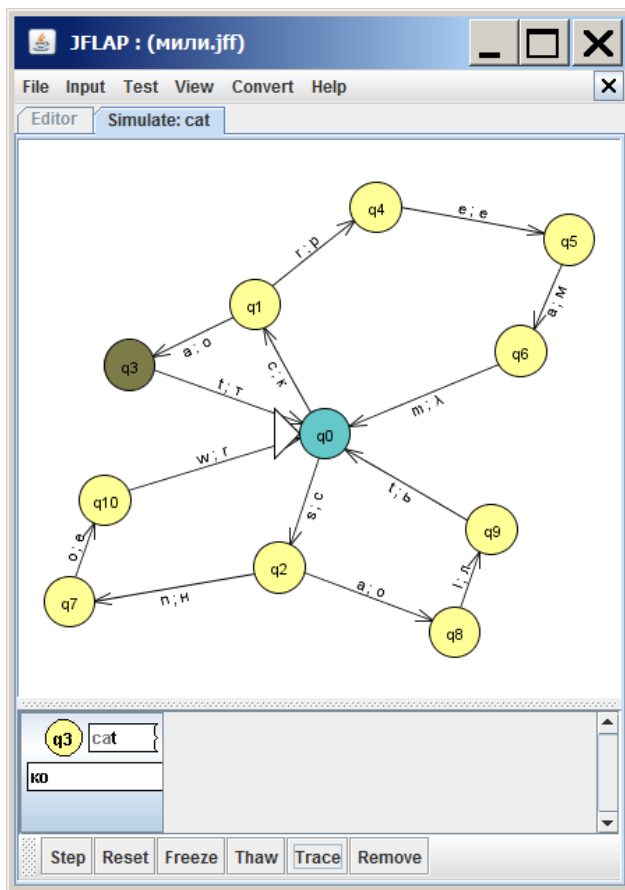 JFLAP : (мили.jff)
File Input Test View Convert Help
Editor Simulate: cat
q4
e ; e
q5
r ; p
q1
a ; м
a ; o
q6
q3
c ; к
t ; т
m ; λ
q0
w ; г
q10
s ; c
t ; ь
q9
o ; e
q2
l ; л
n ; н
a ; o
q7
q8
q3 cat
ко
Step Reset Freeze Thaw Trace Remove